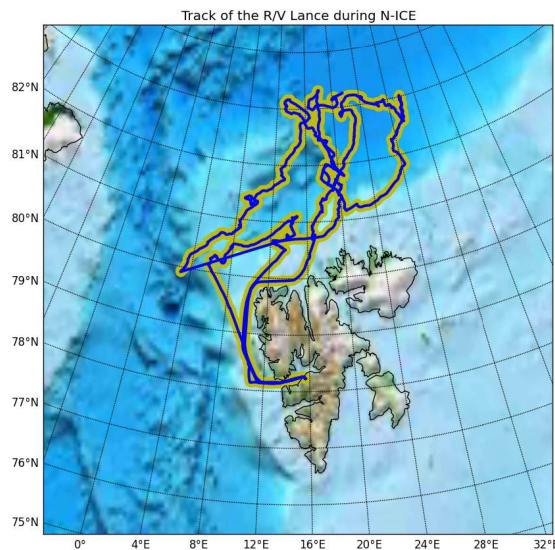 Track of the R/V Lance during N-ICE
82°N
81°N
80°N
79°N
78°N
77°N
76°N
75°N
0° 4°E 8°E 12°E 16°E 20°E 24°E 28°E 32°E